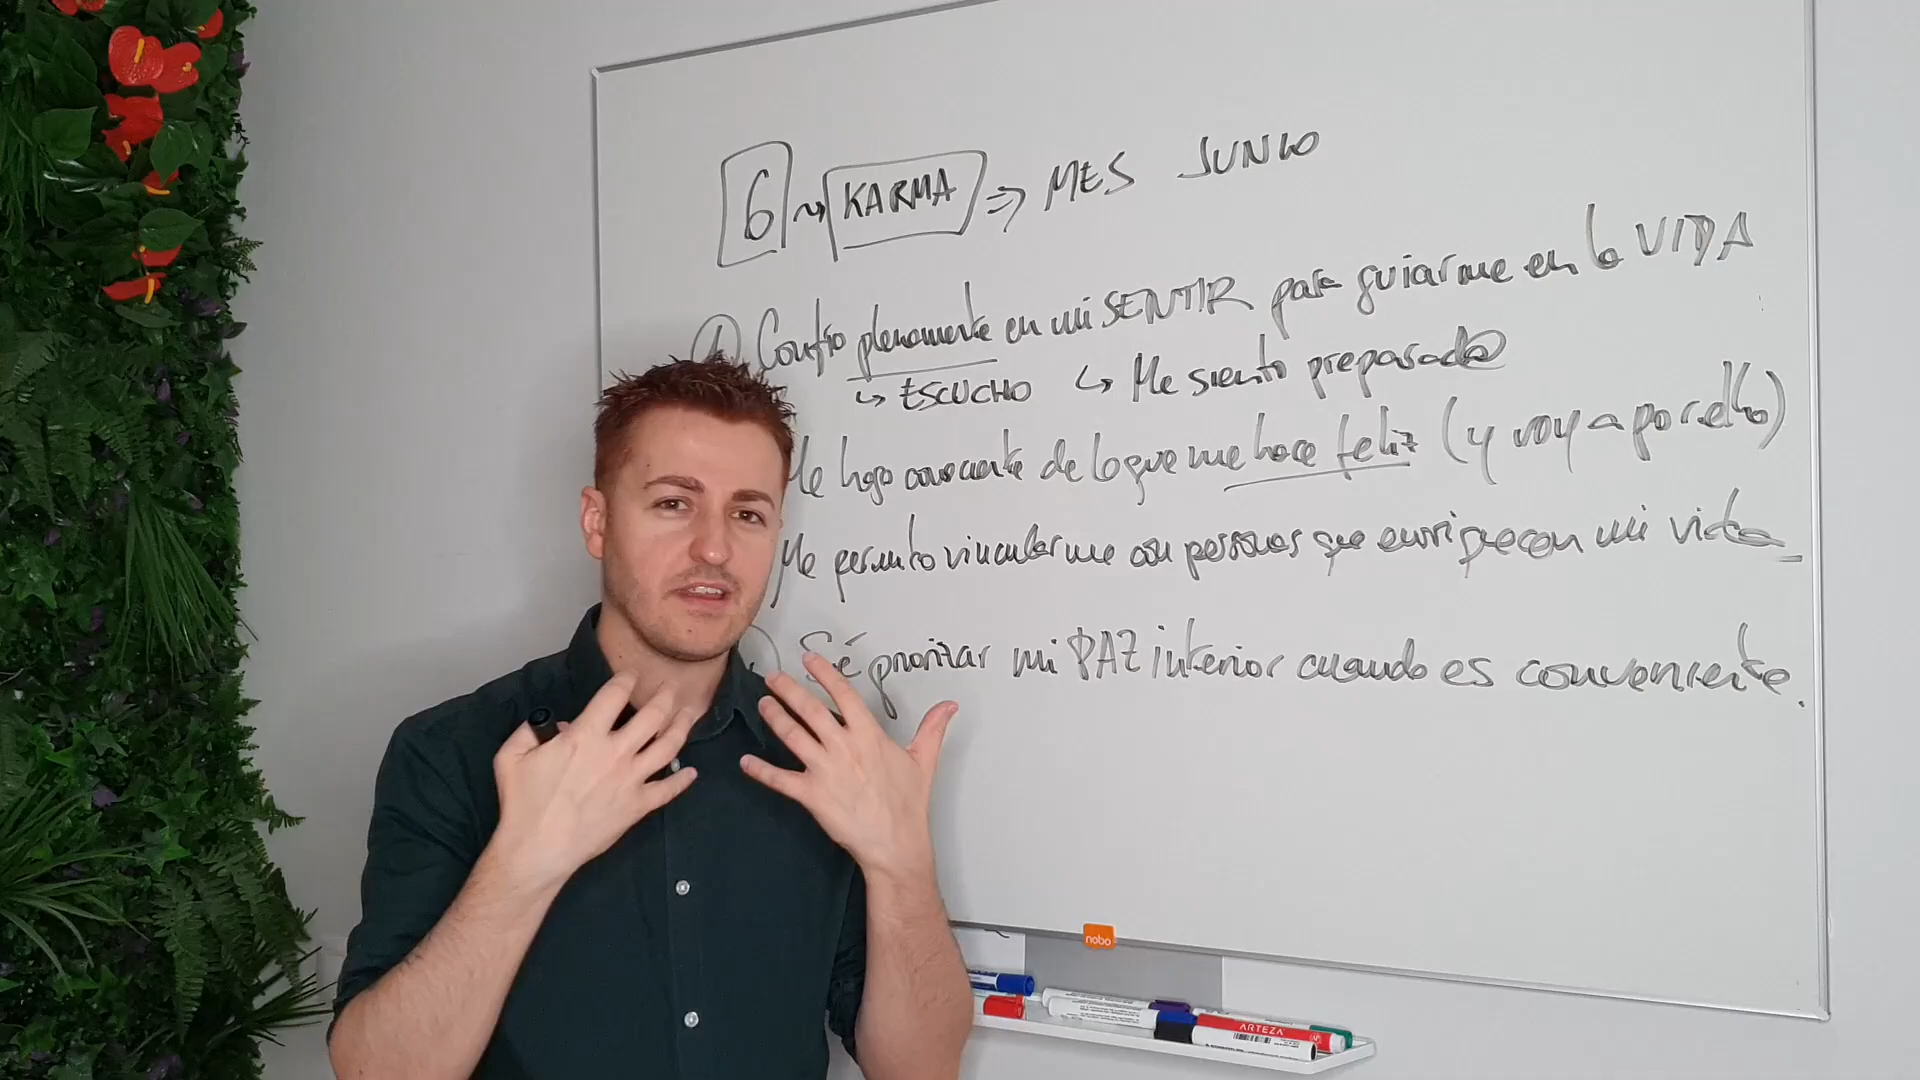 6 → KARMA ⇒ MES JUNIO
1 Confío plenamente en mi SENTIR para guiarme en la VIDA
↳ ESCUCHO ↳ Me siento preparad@
Me hago consciente de lo que me hace feliz (y voy a por ello)
Me permito vincularme con personas que enriquecen mi vida
Sé priorizar mi PAZ interior cuando es conveniente.
nobo
ARTEZA